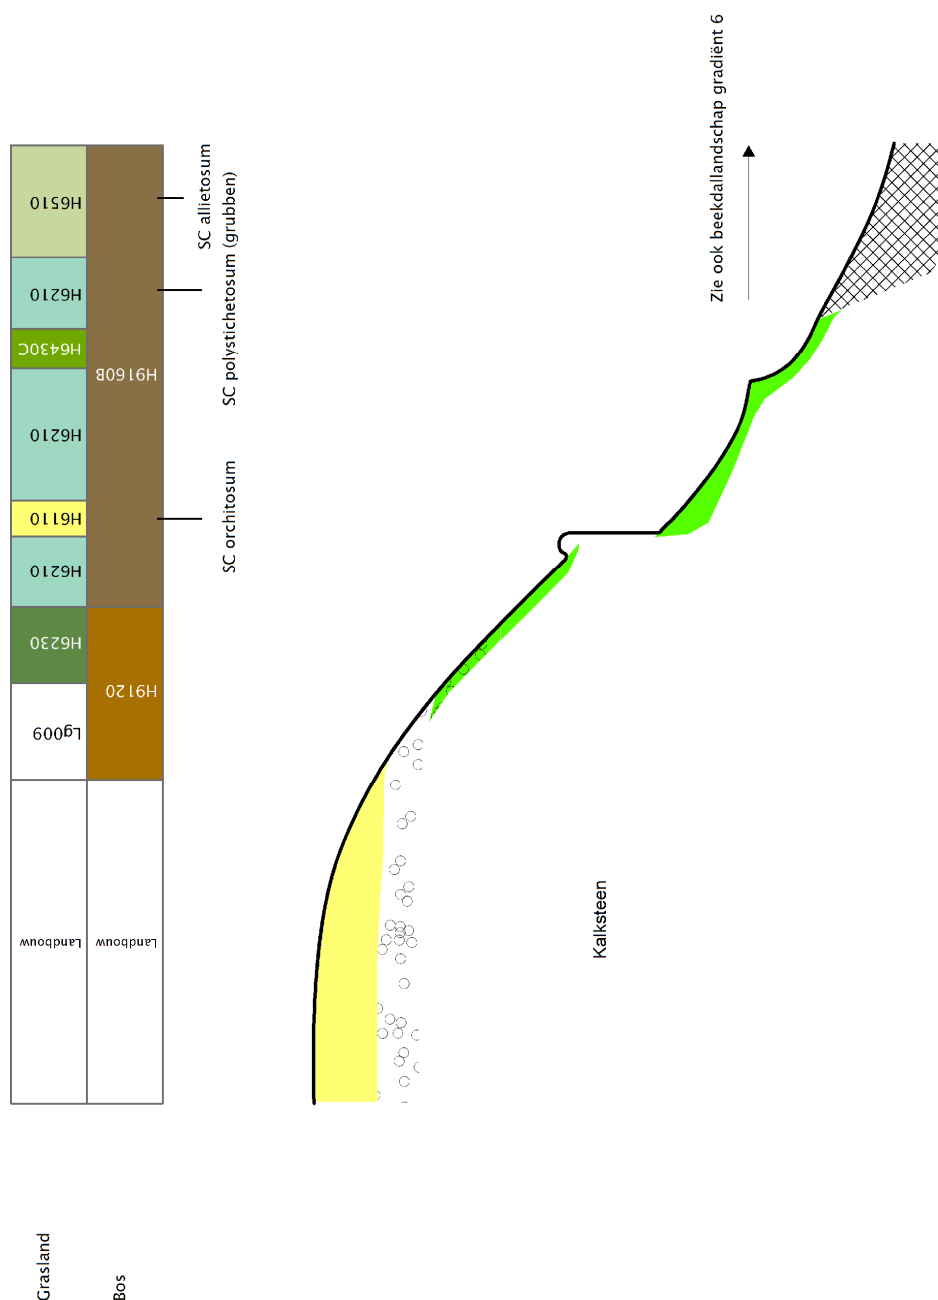 Grasland
Landbouw
Lg009
H6230
H6210
H6110
H6210
H6430C
H6210
H6510
Bos
Landbouw
H9120
H9160B
SC orchitosum
SC polystichetosum (grubben)
SC allietosum
Kalksteen
Zie ook beekdallandschap gradiënt 6